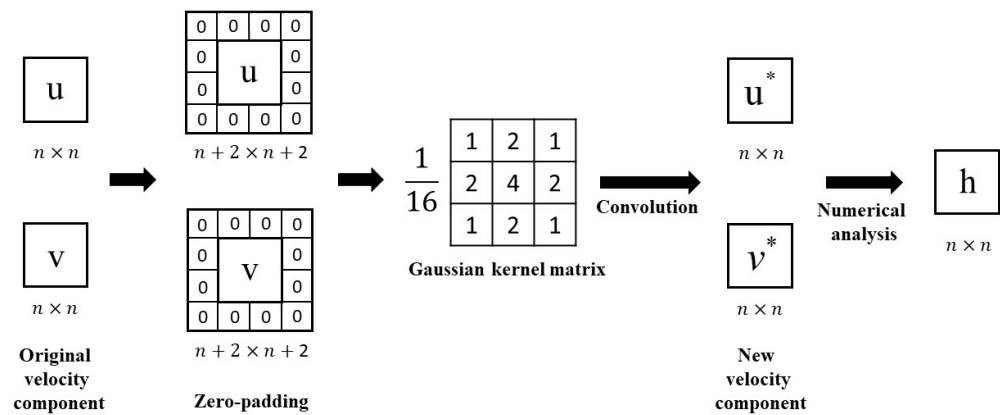 u
n × n
v
n × n
Original
velocity
component
0 0 0 0
0 u 0
0 0
0 0 0 0
n + 2 × n + 2
0 0 0 0
0 v 0
0 0
0 0 0 0
n + 2 × n + 2
Zero-padding
1
16
1 2 1
2 4 2
1 2 1
Gaussian kernel matrix
Convolution
u*
n × n
v*
n × n
New
velocity
component
Numerical
analysis
h
n × n